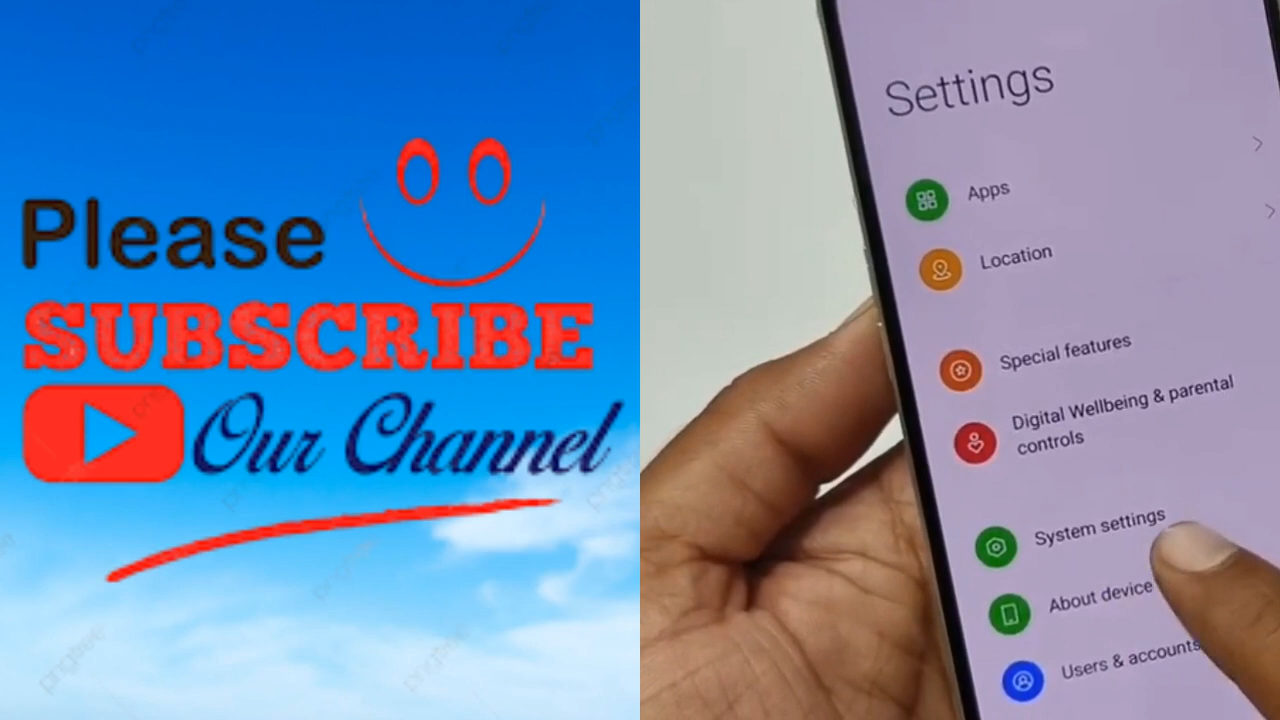 Please
SUBSCRIBE
Our Channel
Settings
Apps
Location
Special features
Digital Wellbeing & parental
controls
System settings
About device
Users & accounts